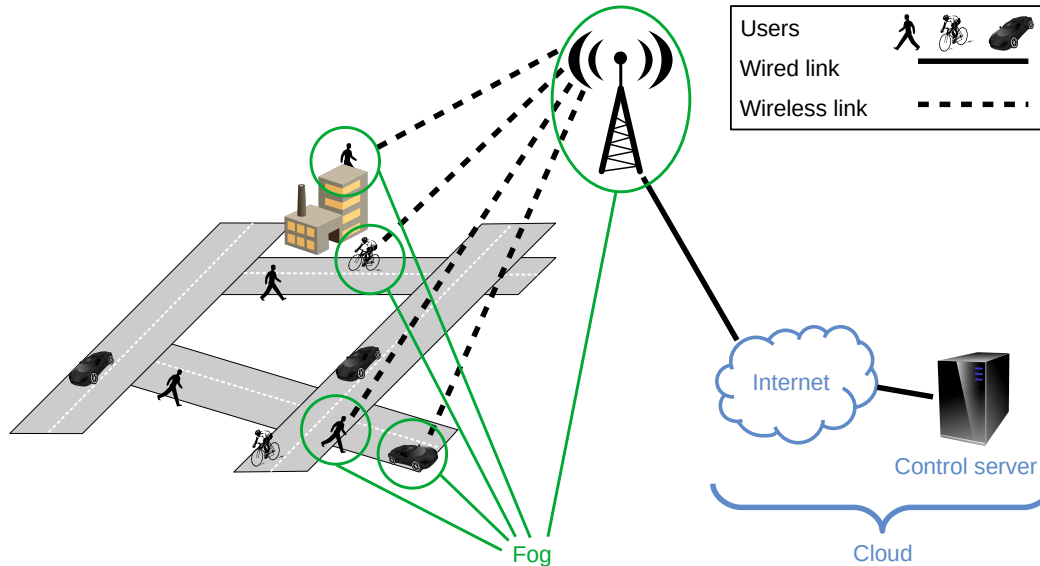 Users
Wired link
Wireless link
Internet
Control server
Cloud
Fog